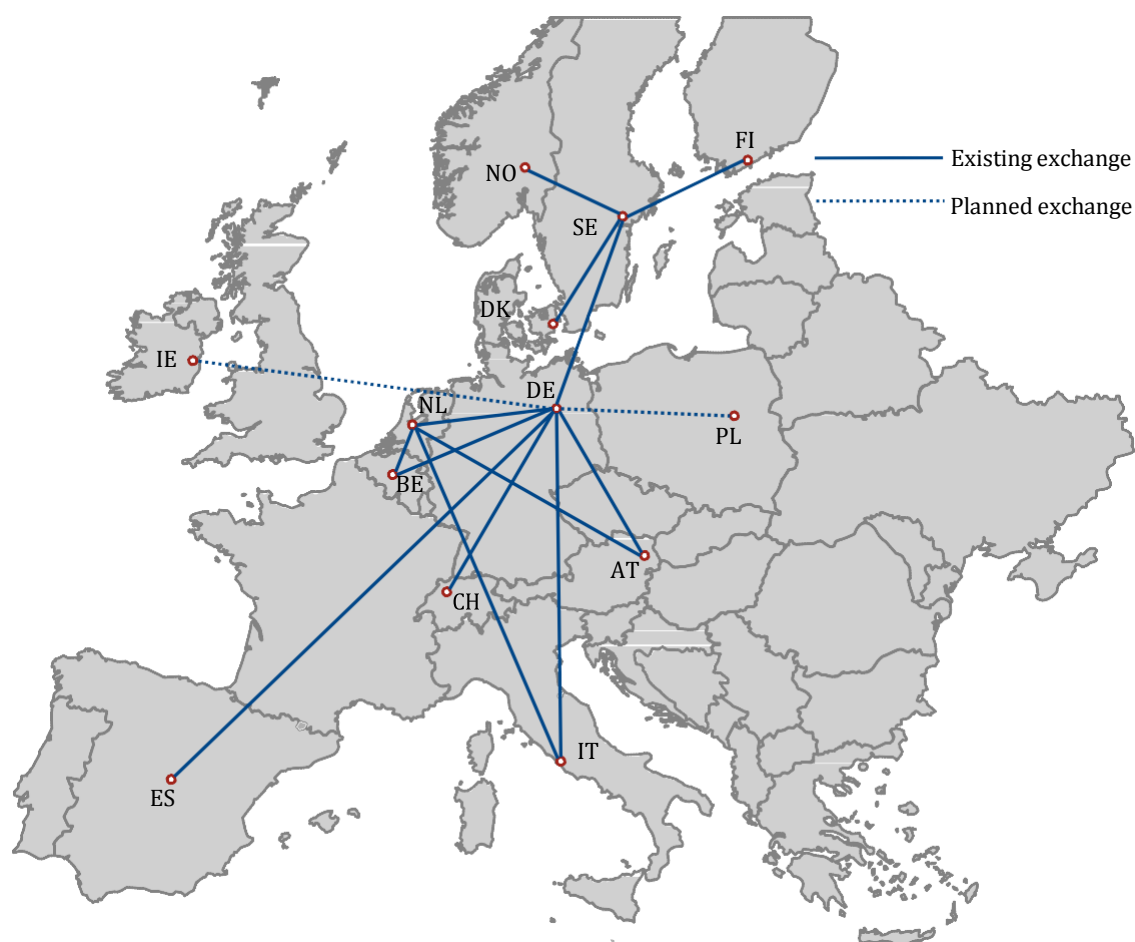 FI
NO
Existing exchange
Planned exchange
SE
DK
IE
DE
NL
PL
BE
AT
CH
IT
ES